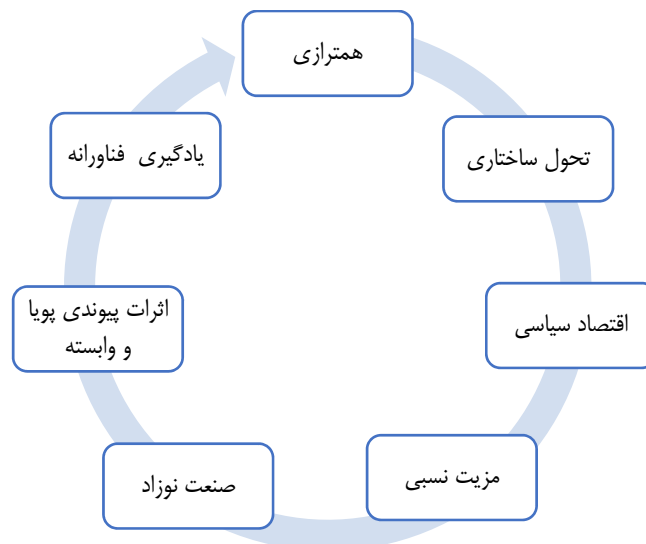 همترازی
تحول ساختاری
اقتصاد سیاسی
مزیت نسبی
صنعت نوزاد
اثرات پیوندی پویا
و وابسته
یادگیری فناورانه